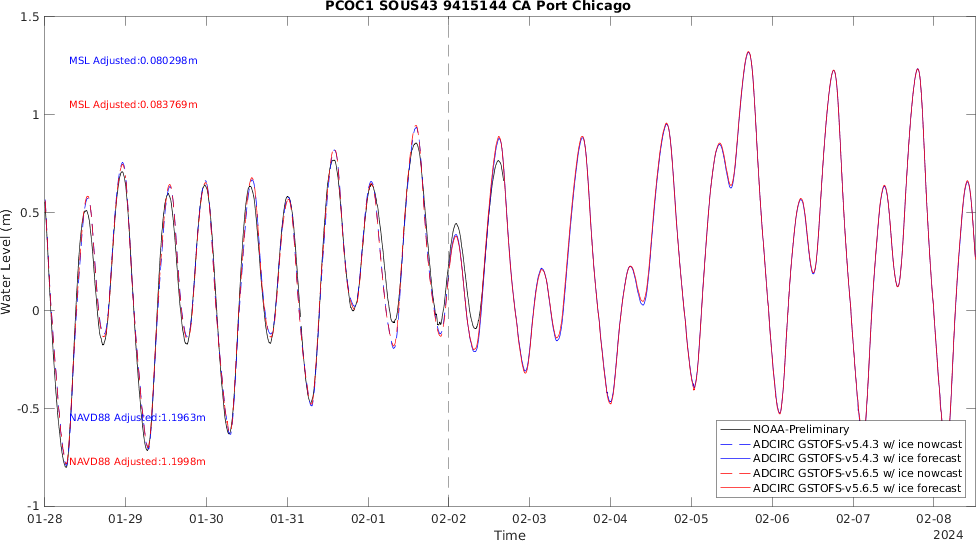 PCOC1 SOUS43 9415144 CA Port Chicago
1.5
MSL Adjusted:0.080298m
MSL Adjusted:0.083769m
1
0.5
Water Level (m)
0
-0.5
NAVD88 Adjusted:1.1963m
NAVD88 Adjusted:1.1998m
NOAA-Preliminary
ADCIRC GSTOFS-v5.4.3 w/ ice nowcast
ADCIRC GSTOFS-v5.4.3 w/ ice forecast
ADCIRC GSTOFS-v5.6.5 w/ ice nowcast
ADCIRC GSTOFS-v5.6.5 w/ ice forecast
-1
01-28 01-29 01-30 01-31 02-01 02-02 02-03 02-04 02-05 02-06 02-07 02-08
Time
2024